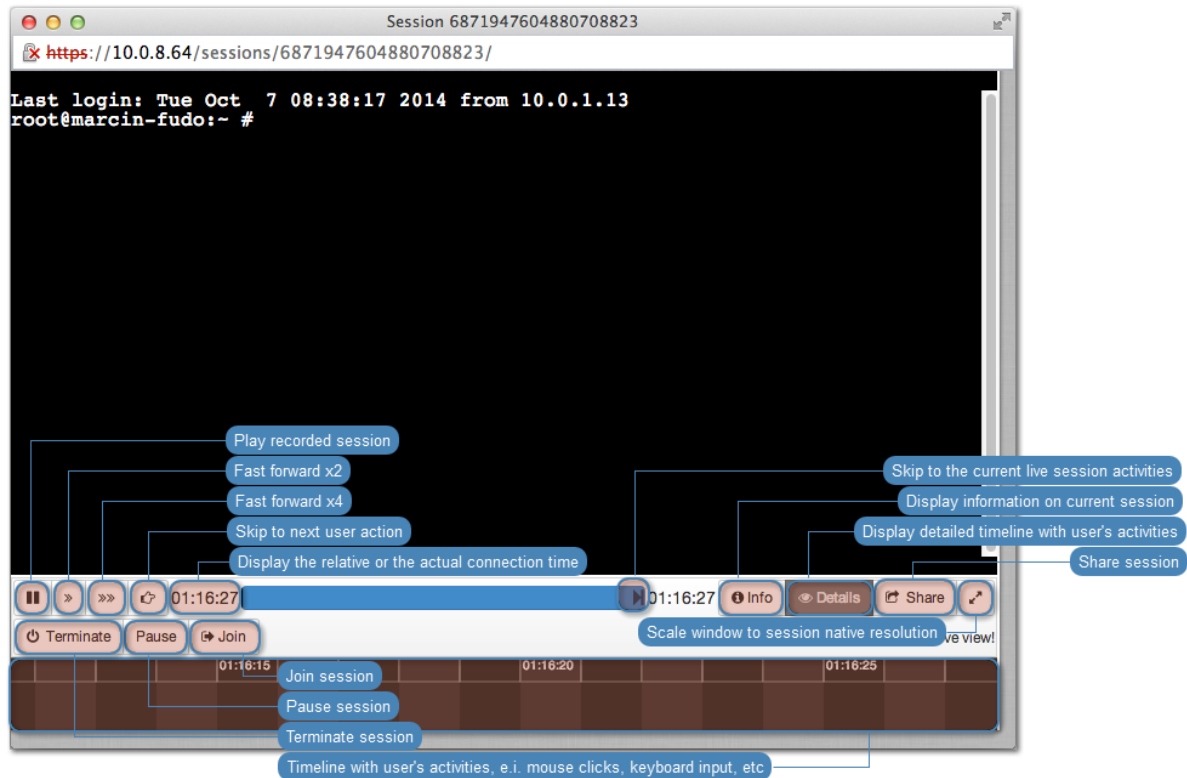 Session 6871947604880708823
https://10.0.8.64/sessions/6871947604880708823/
Last login: Tue Oct  7 08:38:17 2014 from 10.0.1.13
root@marcin-fudo:~ #
Play recorded session
Fast forward x2
Skip to the current live session activities
Fast forward x4
Display information on current session
Skip to next user action
Display detailed timeline with user's activities
Display the relative or the actual connection time
Share session
01:16:27
01:16:27
Info
Details
Share
Terminate
Pause
Join
Scale window to session native resolution
ve view!
01:16:15
01:16:20
01:16:25
Join session
Pause session
Terminate session
Timeline with user's activities, e.i. mouse clicks, keyboard input, etc